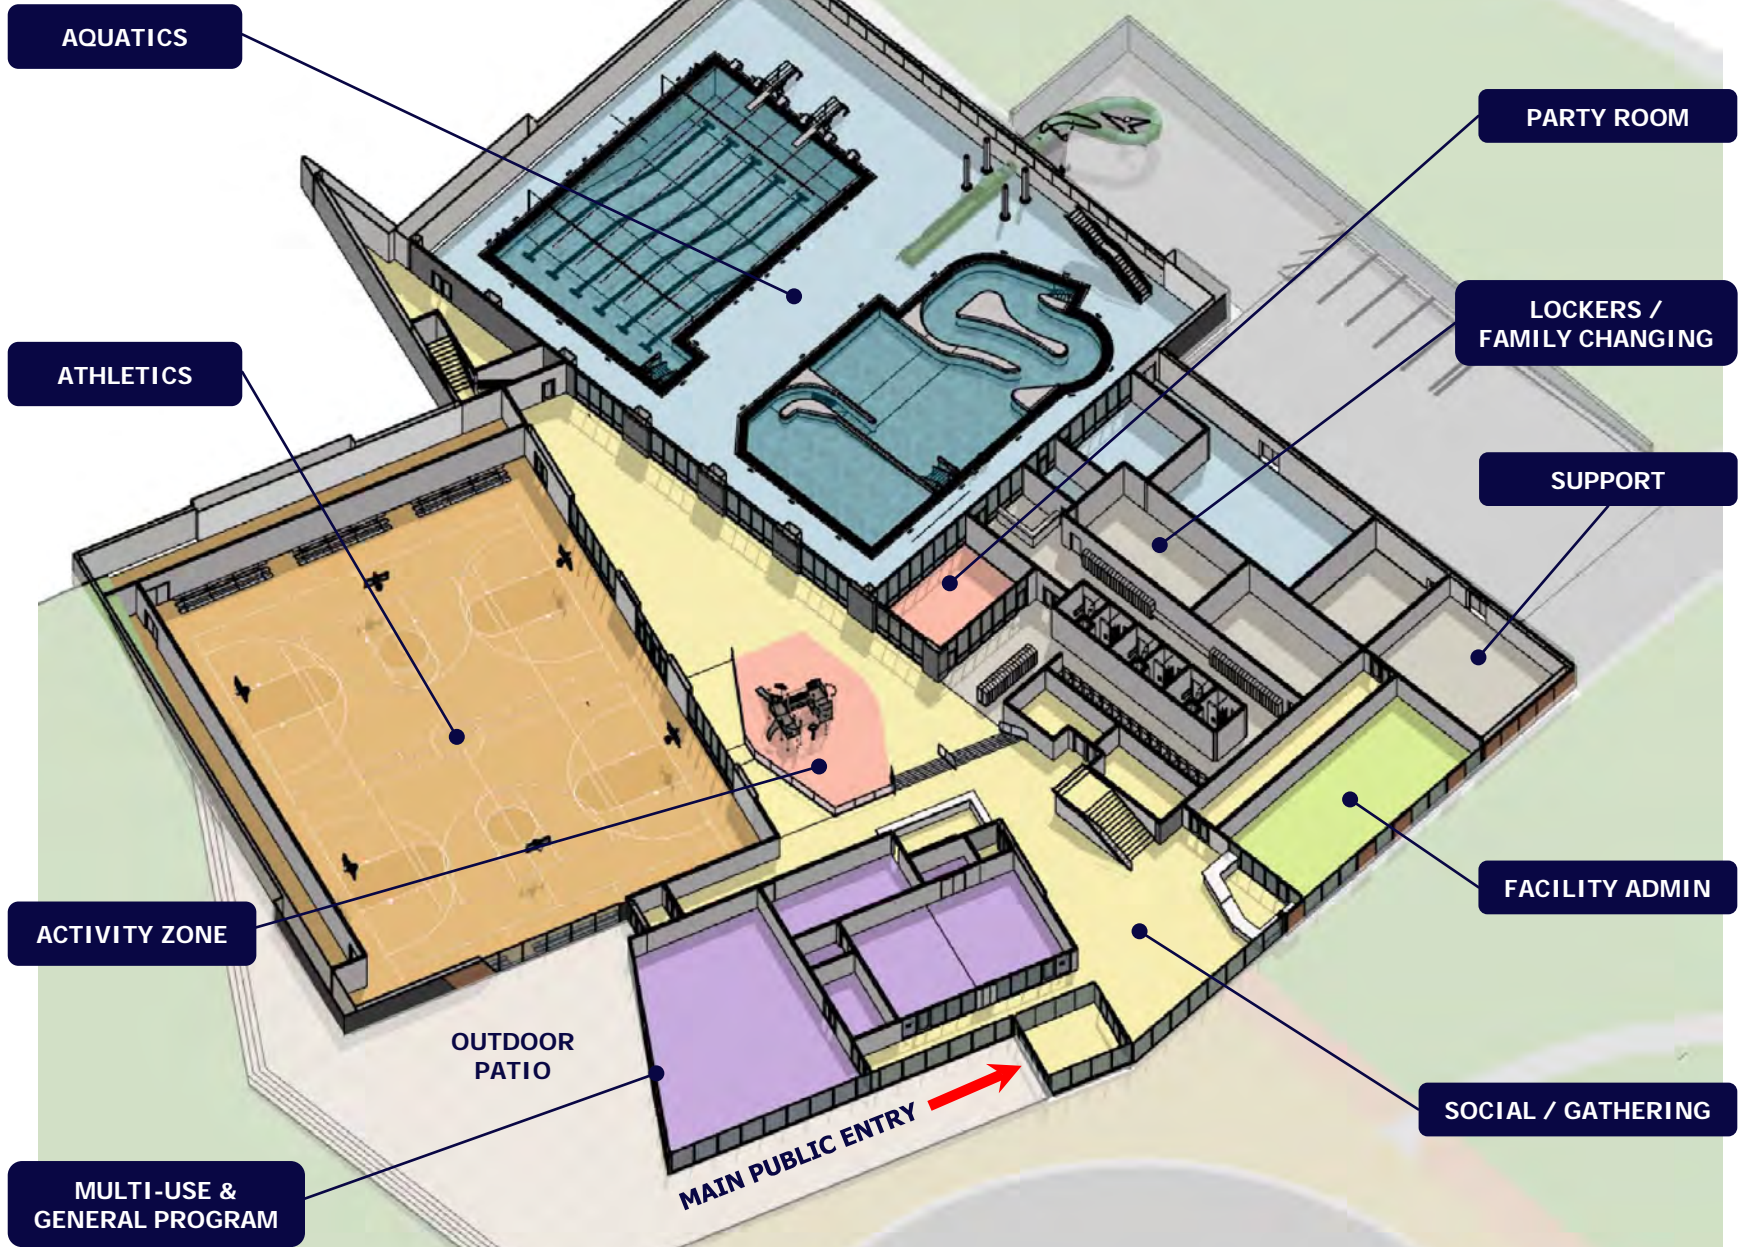 AQUATICS
PARTY ROOM
LOCKERS /
FAMILY CHANGING
ATHLETICS
SUPPORT
FACILITY ADMIN
ACTIVITY ZONE
OUTDOOR
PATIO
SOCIAL / GATHERING
MAIN PUBLIC ENTRY
MULTI-USE &
GENERAL PROGRAM